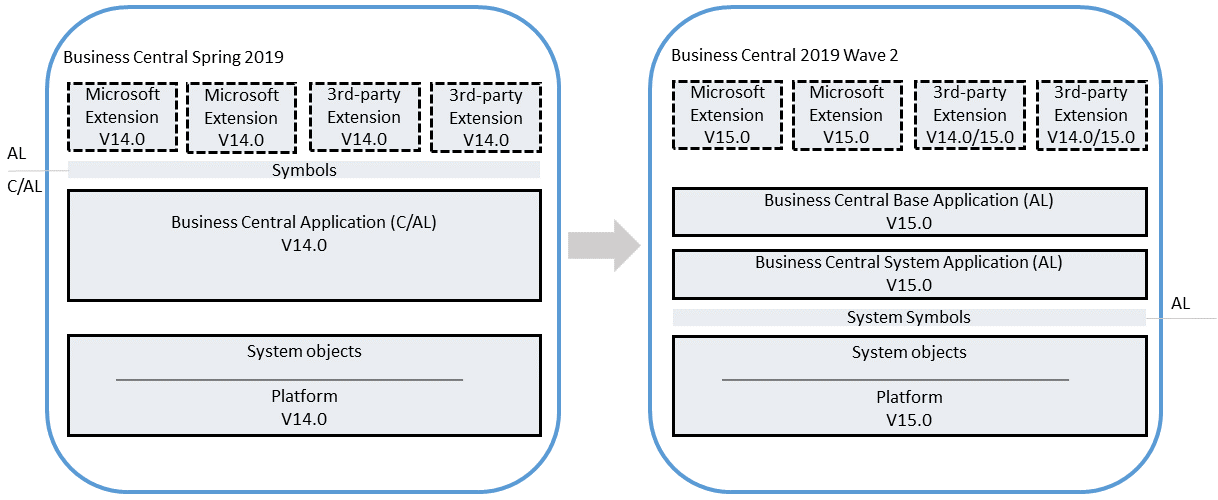 Business Central Spring 2019
Microsoft
Extension
V14.0
Microsoft
Extension
V14.0
3rd-party
Extension
V14.0
3rd-party
Extension
V14.0
AL
Symbols
C/AL
Business Central Application (C/AL)
V14.0
System objects
Platform
V14.0
Business Central 2019 Wave 2
Microsoft
Extension
V15.0
Microsoft
Extension
V15.0
3rd-party
Extension
V14.0/15.0
3rd-party
Extension
V14.0/15.0
Business Central Base Application (AL)
V15.0
Business Central System Application (AL)
V15.0
AL
System Symbols
System objects
Platform
V15.0